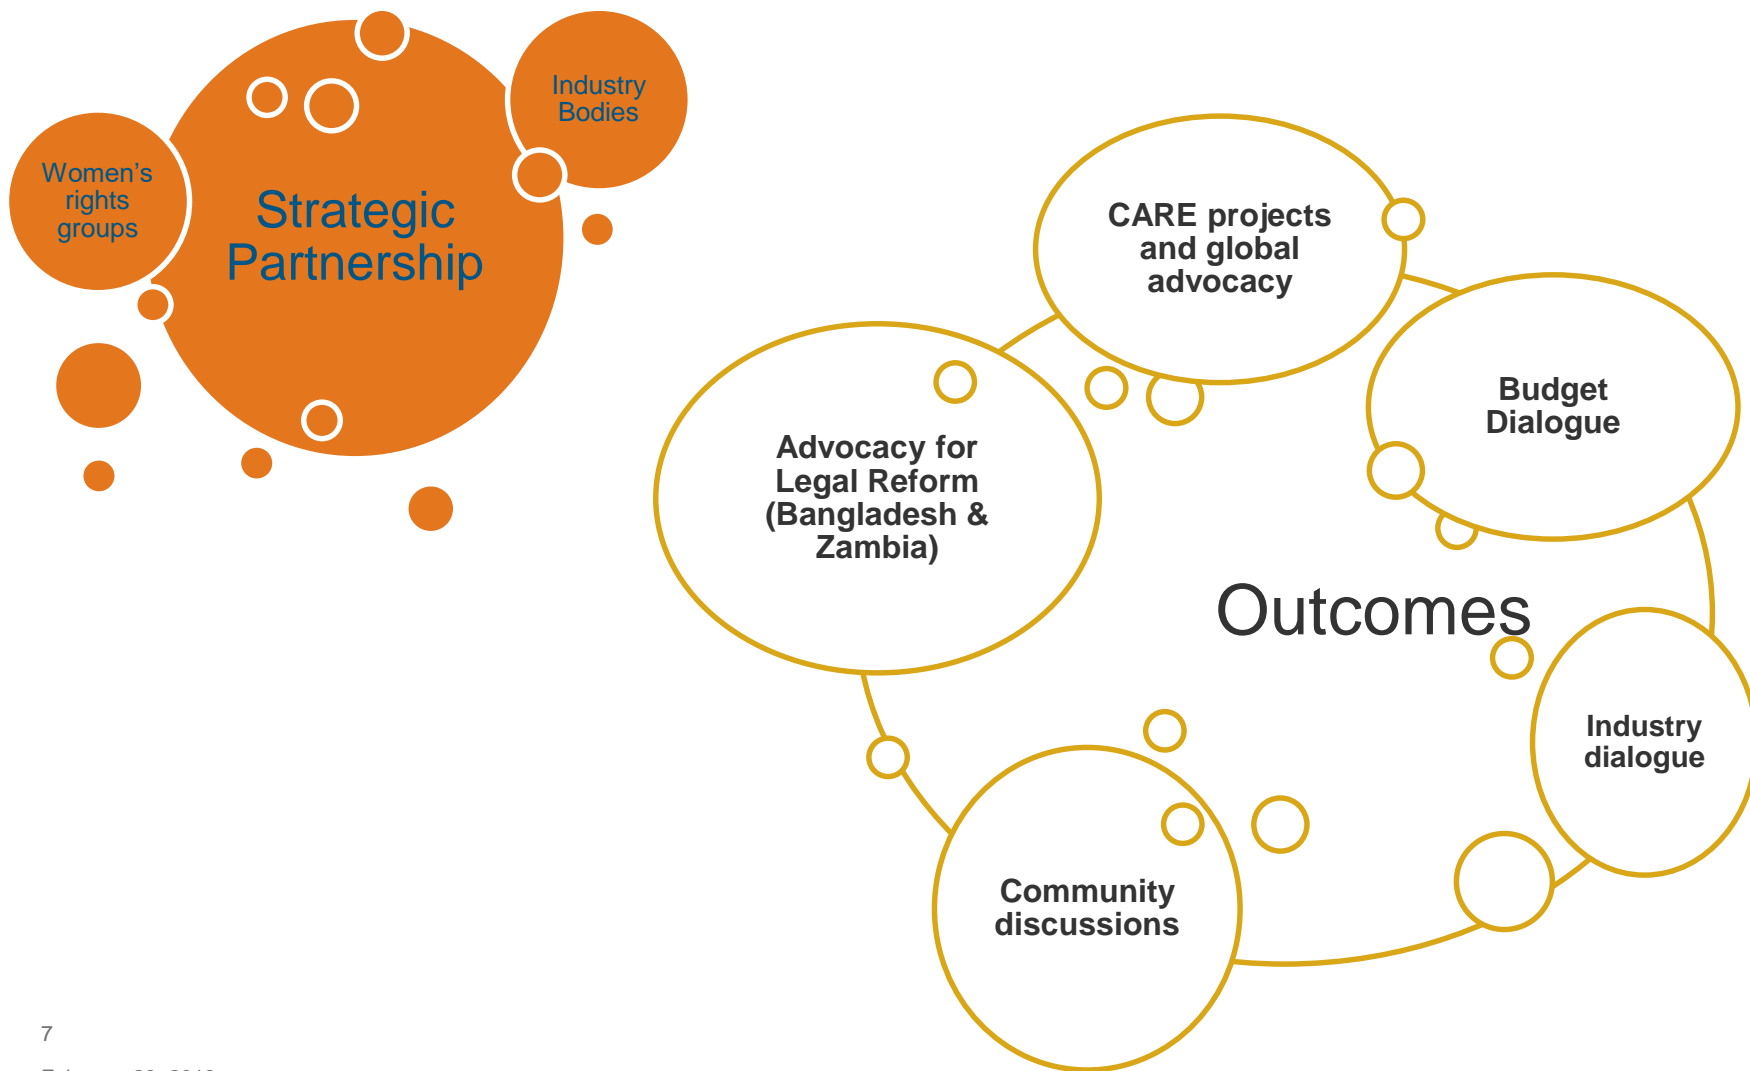 Industry
Bodies
Women’s
rights
groups
Strategic
Partnership
CARE projects
and global
advocacy
Budget
Dialogue
Advocacy for
Legal Reform
(Bangladesh &
Zambia)
Outcomes
Industry
dialogue
Community
discussions
7